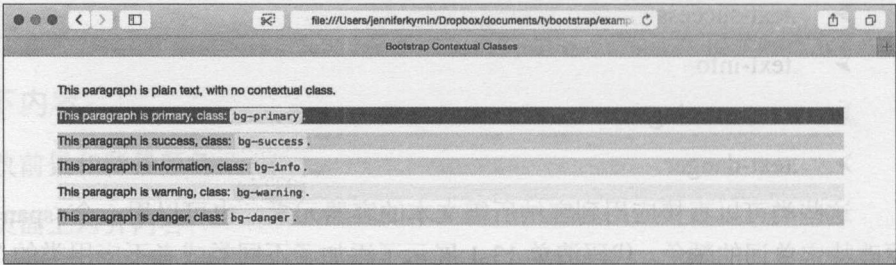 file:///Users/jenniferkyrnin/Dropbox/documents/tybootstrap/examp
Bootstrap Contextual Classes
This paragraph is plain text, with no contextual class.
This paragraph is primary, class: bg-primary.
This paragraph is success, class: bg-success.
This paragraph is information, class: bg-info.
This paragraph is warning, class: bg-warning.
This paragraph is danger, class: bg-danger.